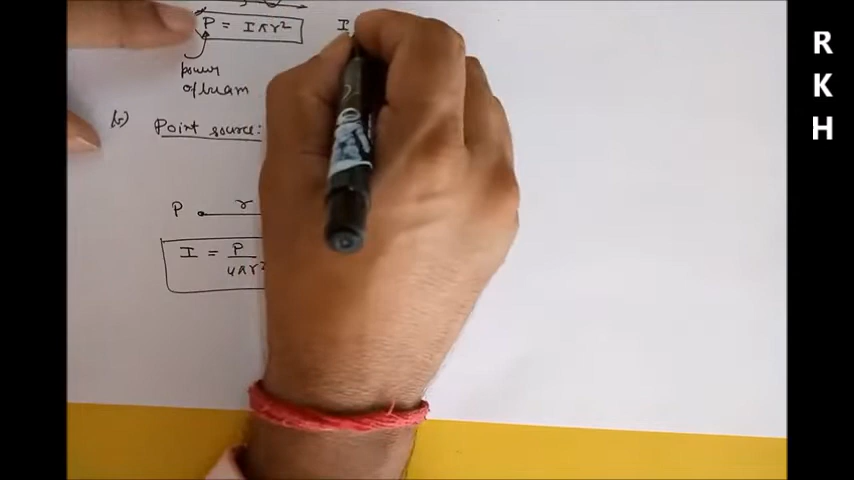 P = Iπr² I
power
of beam
(b) Point source:
P r
I = P / 4πr²
R
K
H